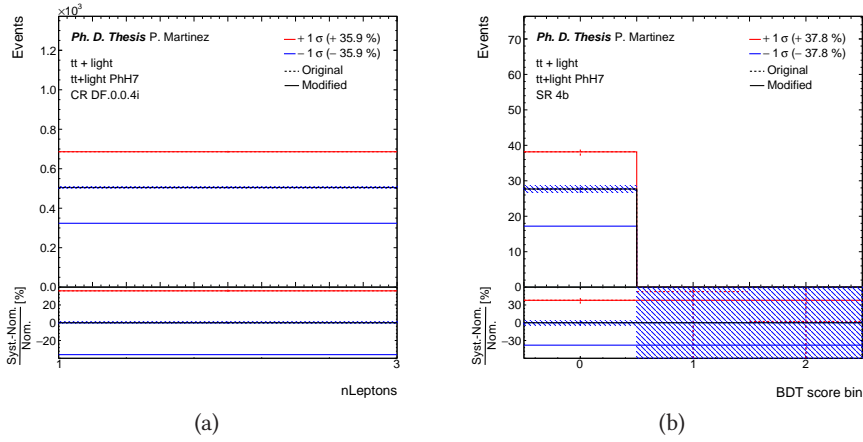 ×10³
Events
Ph. D. Thesis P. Martinez
tt + light
tt+light PhH7
CR DF.0.0.4i
+ 1 σ (+ 35.9 %)
− 1 σ (− 35.9 %)
Original
Modified
1.2
1.0
0.8
0.6
0.4
0.2
0.0
Syst.-Nom.
Nom.
[%]
20
0
−20
1
3
nLeptons
(a)
Events
Ph. D. Thesis P. Martinez
tt + light
tt+light PhH7
SR 4b
+ 1 σ (+ 37.8 %)
− 1 σ (− 37.8 %)
Original
Modified
70
60
50
40
30
20
10
0
Syst.-Nom.
Nom.
[%]
30
0
−30
0
1
2
BDT score bin
(b)